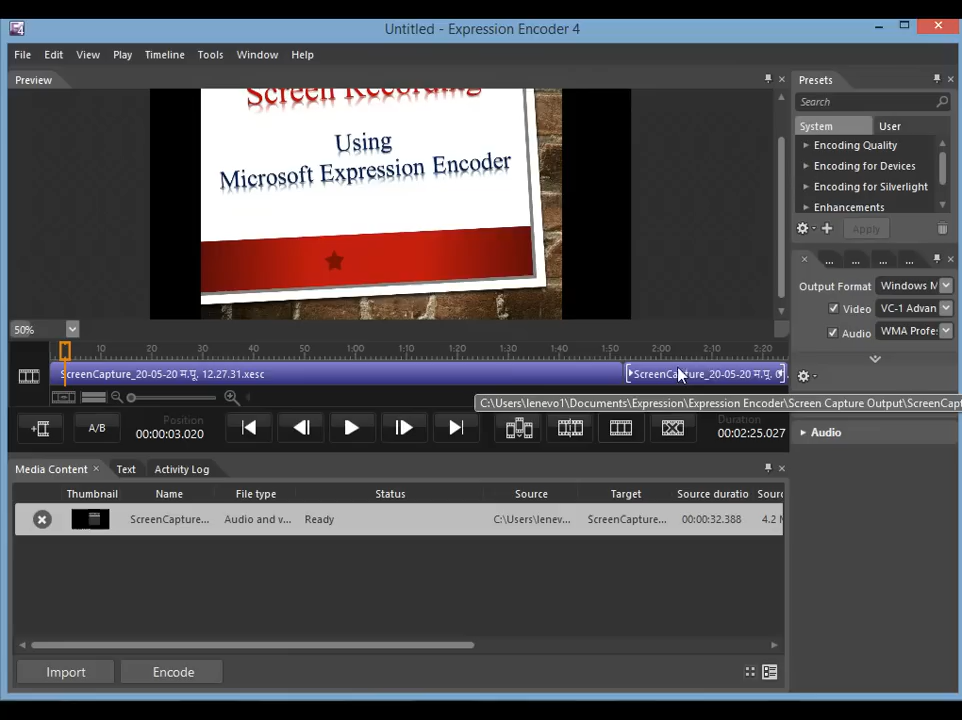 Untitled - Expression Encoder 4
File Edit View Play Timeline Tools Window Help
Preview
Screen Recording
Using
Microsoft Expression Encoder
50%
10 20 30 40 50 1:00 1:10 1:20 1:30 1:40 1:50 2:00 2:10 2:20
ScreenCapture_20-05-20 म.पू. 12.27.31.xesc
ScreenCapture_20-05-20 म.पू.
C:\Users\lenevo1\Documents\Expression\Expression Encoder\Screen Capture Output\ScreenCapt
A/B
Position
00:00:03.020
Duration
00:02:25.027
Media Content Text Activity Log
Thumbnail Name File type Status Source Target Source duratio Sourc
ScreenCapture... Audio and v... Ready C:\Users\lenev... ScreenCapture... 00:00:32.388 4.2 M
Import Encode
Presets
Search
System User
Encoding Quality
Encoding for Devices
Encoding for Silverlight
Enhancements
Apply
... ... ... ...
Output Format Windows M
Video VC-1 Advan
Audio WMA Profes
Audio